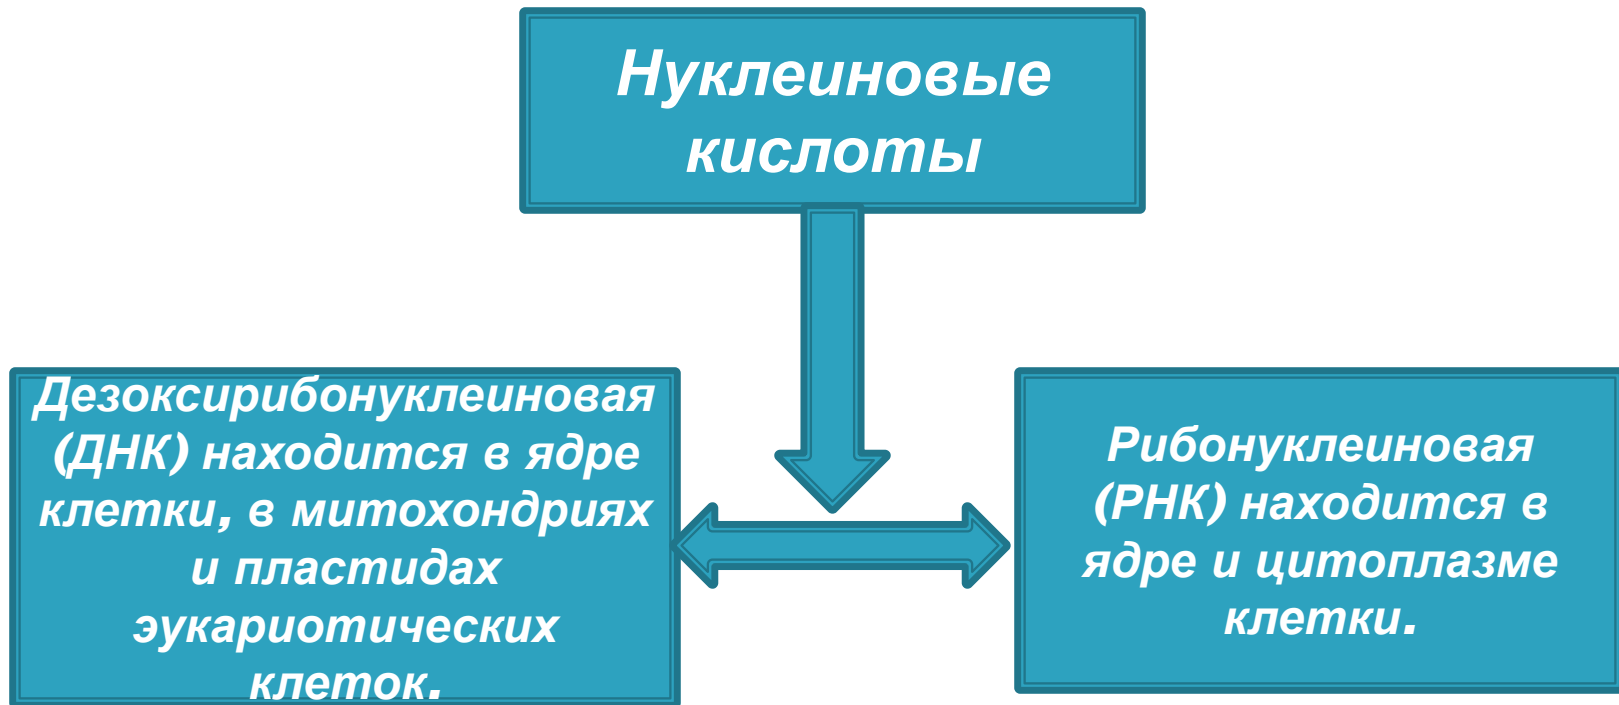 Нуклеиновые
кислоты
Дезоксирибонуклеиновая
(ДНК) находится в ядре
клетки, в митохондриях
и пластидах
эукариотических
клеток.
Рибонуклеиновая
(РНК) находится в
ядре и цитоплазме
клетки.